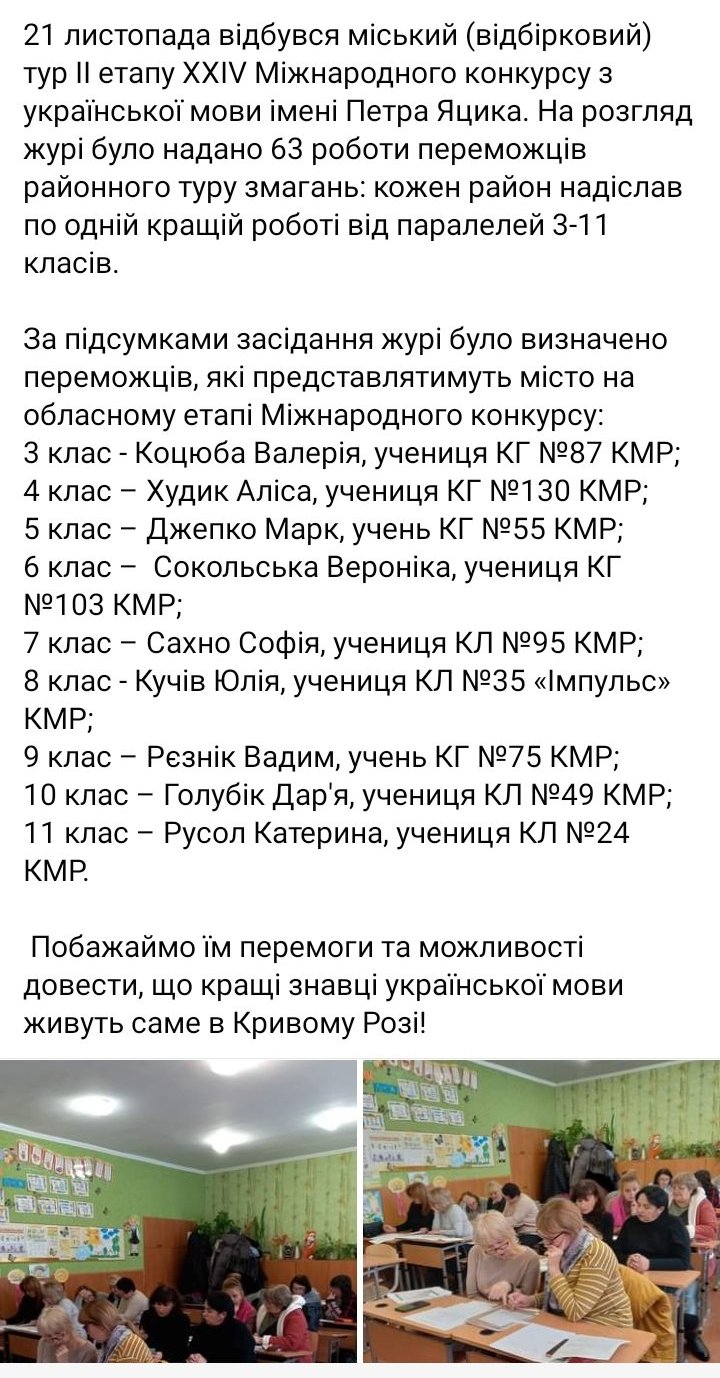 21 листопада відбувся міський (відбірковий)
тур ІІ етапу XXIV Міжнародного конкурсу з
української мови імені Петра Яцика. На розгляд
журі було надано 63 роботи переможців
районного туру змагань: кожен район надіслав
по одній кращій роботі від паралелей 3-11
класів.
За підсумками засідання журі було визначено
переможців, які представлятимуть місто на
обласному етапі Міжнародного конкурсу:
3 клас - Коцюба Валерія, учениця КГ №87 КМР;
4 клас – Худик Аліса, учениця КГ №130 КМР;
5 клас – Джепко Марк, учень КГ №55 КМР;
6 клас –  Сокольська Вероніка, учениця КГ
№103 КМР;
7 клас – Сахно Софія, учениця КЛ №95 КМР;
8 клас - Кучів Юлія, учениця КЛ №35 «Імпульс»
КМР;
9 клас – Рєзнік Вадим, учень КГ №75 КМР;
10 клас – Голубік Дар'я, учениця КЛ №49 КМР;
11 клас – Русол Катерина, учениця КЛ №24
КМР.
Побажаймо їм перемоги та можливості
довести, що кращі знавці української мови
живуть саме в Кривому Розі!